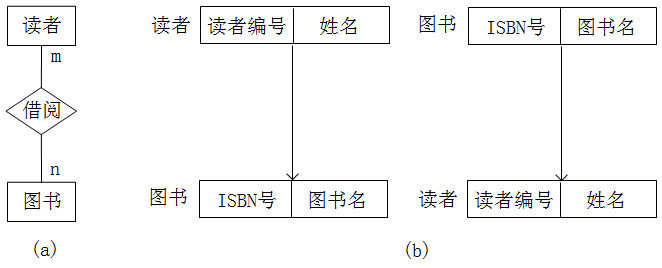 读者
m
借阅
n
图书
(a)
读者 读者编号 姓名
图书 ISBN号 图书名
图书 ISBN号 图书名
读者 读者编号 姓名
(b)